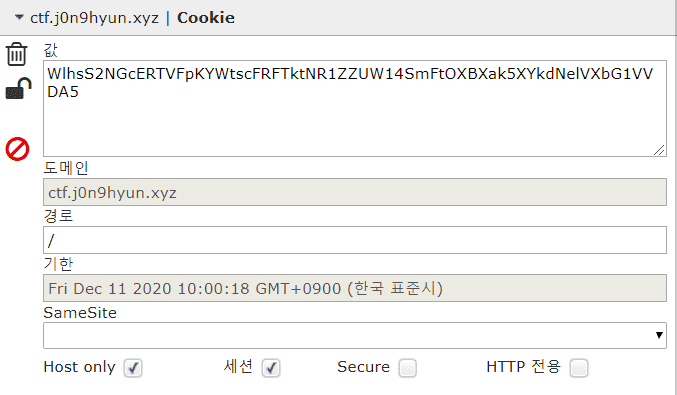 ctf.j0n9hyun.xyz | Cookie
값
WlhsS2NGcERTVFpKYWtscFRFTktNR1ZZUW14SmFtOXBXak5XYkdNelVXbG1VV
DA5
도메인
ctf.j0n9hyun.xyz
경로
/
기한
Fri Dec 11 2020 10:00:18 GMT+0900 (한국 표준시)
SameSite
Host only 세션 Secure HTTP 전용